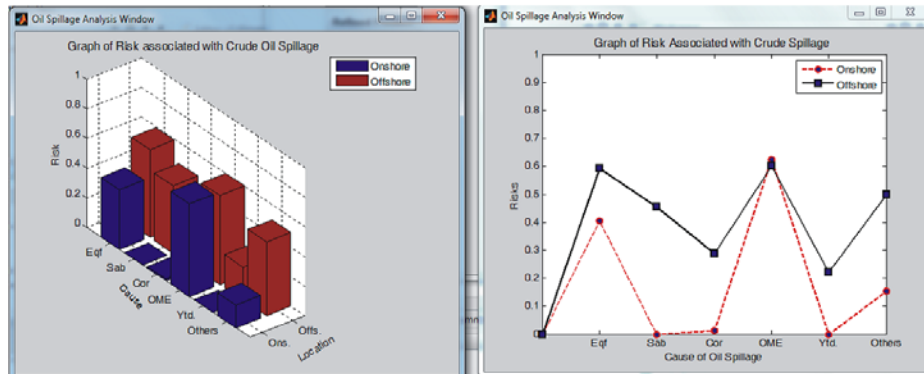 Oil Spillage Analysis Window
Graph of Risk associated with Crude Oil Spillage
Onshore
Offshore
1
0.8
0.6
0.4
0.2
0
Risk
Eqf
Sab
Cor
OME
Ytd.
Others
Cause
Ons.
Offs.
Location
Oil Spillage Analysis Window
Graph of Risk Associated with Crude Spillage
Onshore
Offshore
1
0.9
0.8
0.7
0.6
0.5
0.4
0.3
0.2
0.1
0
Risks
Eqf Sab Cor OME Ytd. Others
Cause of Oil Spillage